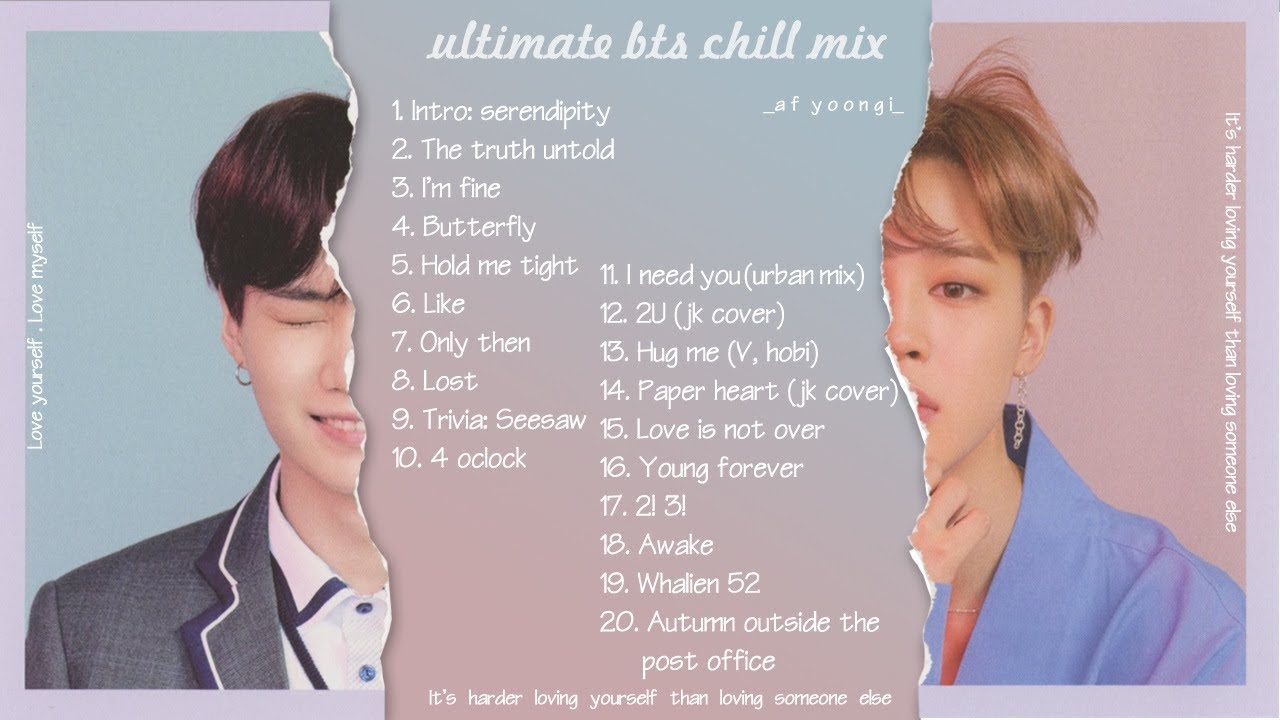 ultimate bts chill mix
_af yoongi_
1. Intro: serendipity
2. The truth untold
3. I'm fine
4. Butterfly
5. Hold me tight
6. Like
7. Only then
8. Lost
9. Trivia: Seesaw
10. 4 oclock
11. I need you(urban mix)
12. 2U (jk cover)
13. Hug me (V, hobi)
14. Paper heart (jk cover)
15. Love is not over
16. Young forever
17. 2! 3!
18. Awake
19. Whalien 52
20. Autumn outside the
post office
It's harder loving yourself than loving someone else
Love yourself . Love myself
It's harder loving yourself than loving someone else